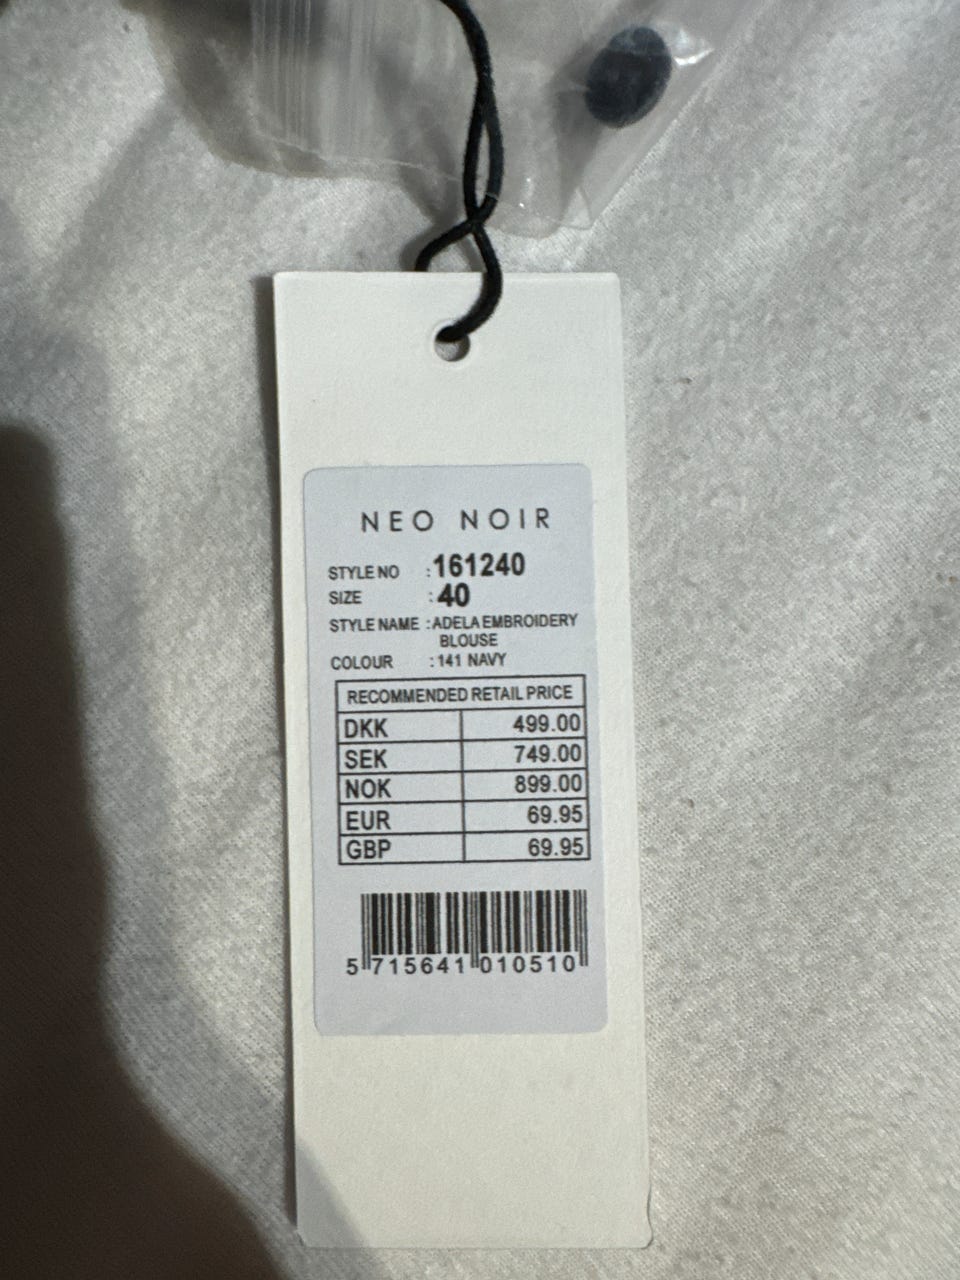 NEO NOIR
STYLE NO : 161240
SIZE : 40
STYLE NAME : ADELA EMBROIDERY
BLOUSE
COLOUR : 141 NAVY
RECOMMENDED RETAIL PRICE
DKK 499.00
SEK 749.00
NOK 899.00
EUR 69.95
GBP 69.95
5 715641 010510